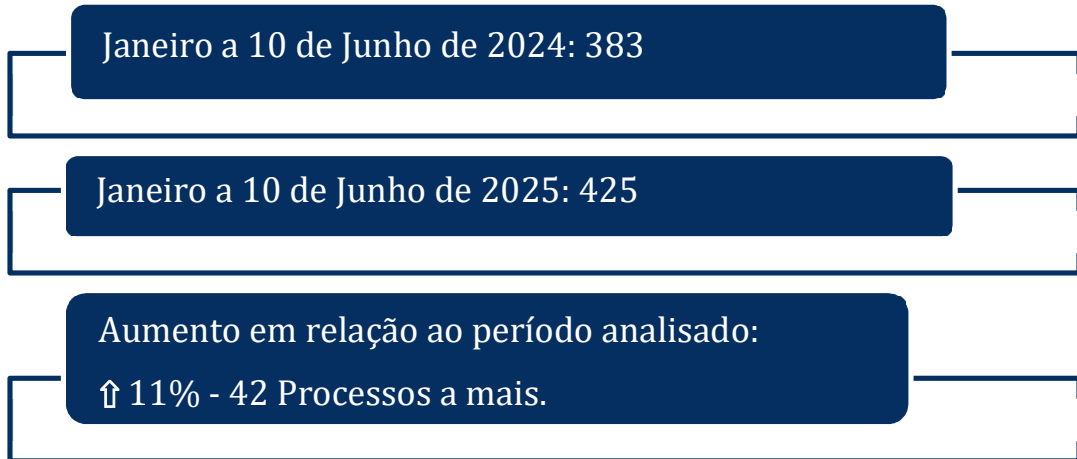 Janeiro a 10 de Junho de 2024: 383
Janeiro a 10 de Junho de 2025: 425
Aumento em relação ao período analisado:
⇧ 11% - 42 Processos a mais.